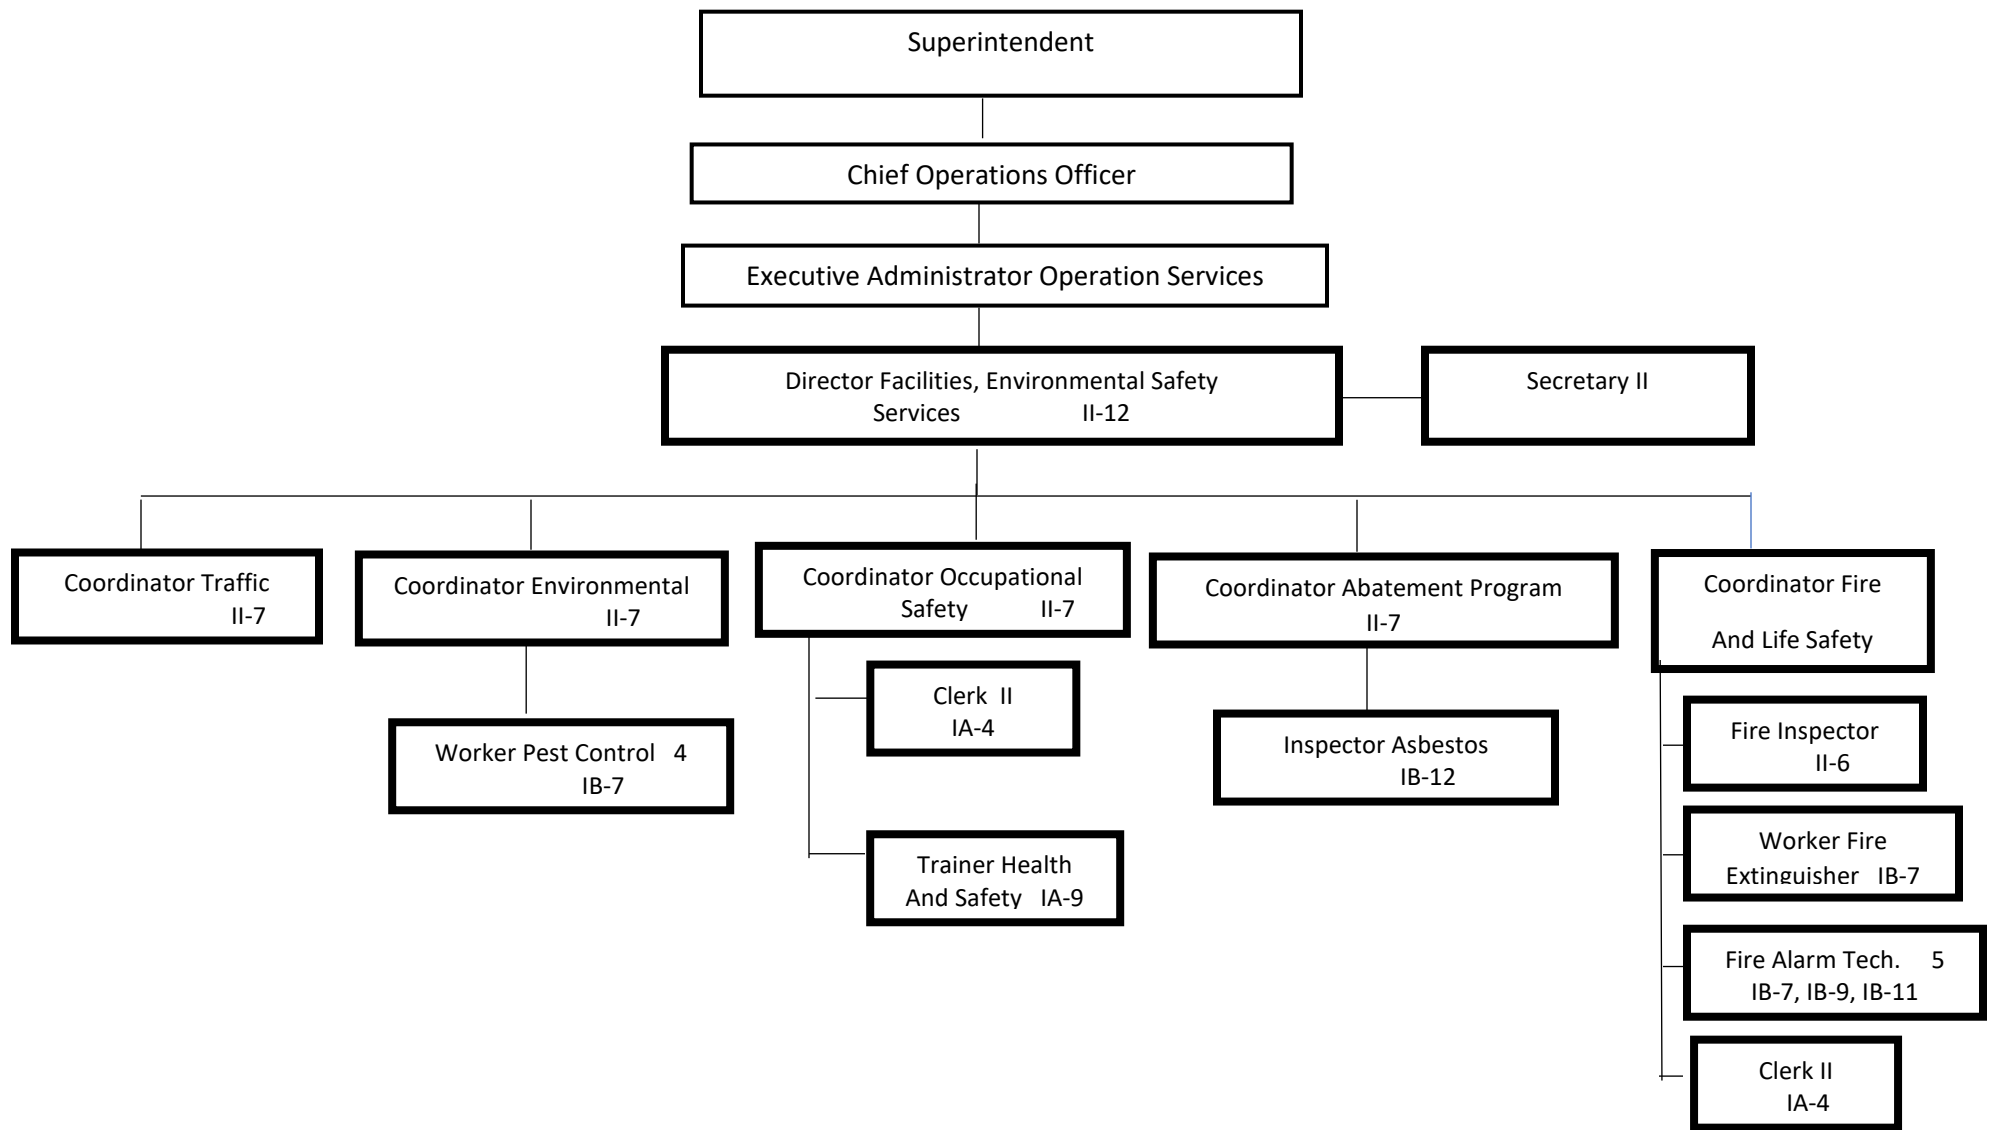 Superintendent
Chief Operations Officer
Executive Administrator Operation Services
Director Facilities, Environmental Safety
Services II-12
Secretary II
Coordinator Traffic
II-7
Coordinator Environmental
II-7
Coordinator Occupational
Safety II-7
Coordinator Abatement Program
II-7
Coordinator Fire
And Life Safety
Worker Pest Control 4
IB-7
Clerk II
IA-4
Trainer Health
And Safety IA-9
Inspector Asbestos
IB-12
Fire Inspector
II-6
Worker Fire
Extinguisher IB-7
Fire Alarm Tech. 5
IB-7, IB-9, IB-11
Clerk II
IA-4